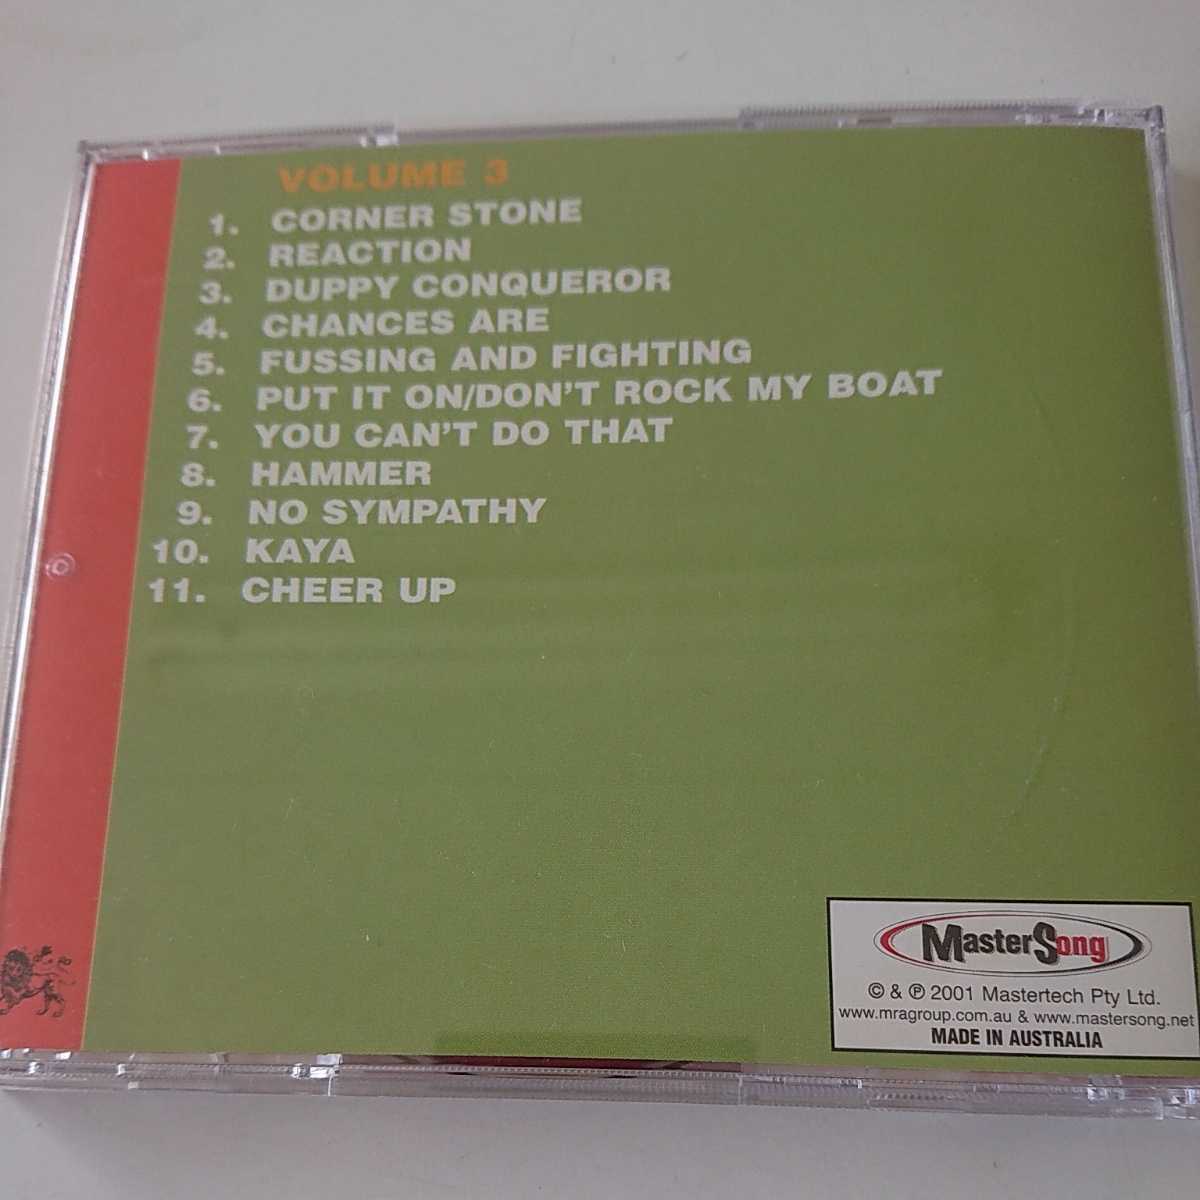 VOLUME 3
1. CORNER STONE
2. REACTION
3. DUPPY CONQUEROR
4. CHANCES ARE
5. FUSSING AND FIGHTING
6. PUT IT ON/DON'T ROCK MY BOAT
7. YOU CAN'T DO THAT
8. HAMMER
9. NO SYMPATHY
10. KAYA
11. CHEER UP
MasterSong
© & ℗ 2001 Mastertech Pty Ltd.
www.mragroup.com.au & www.mastersong.net
MADE IN AUSTRALIA